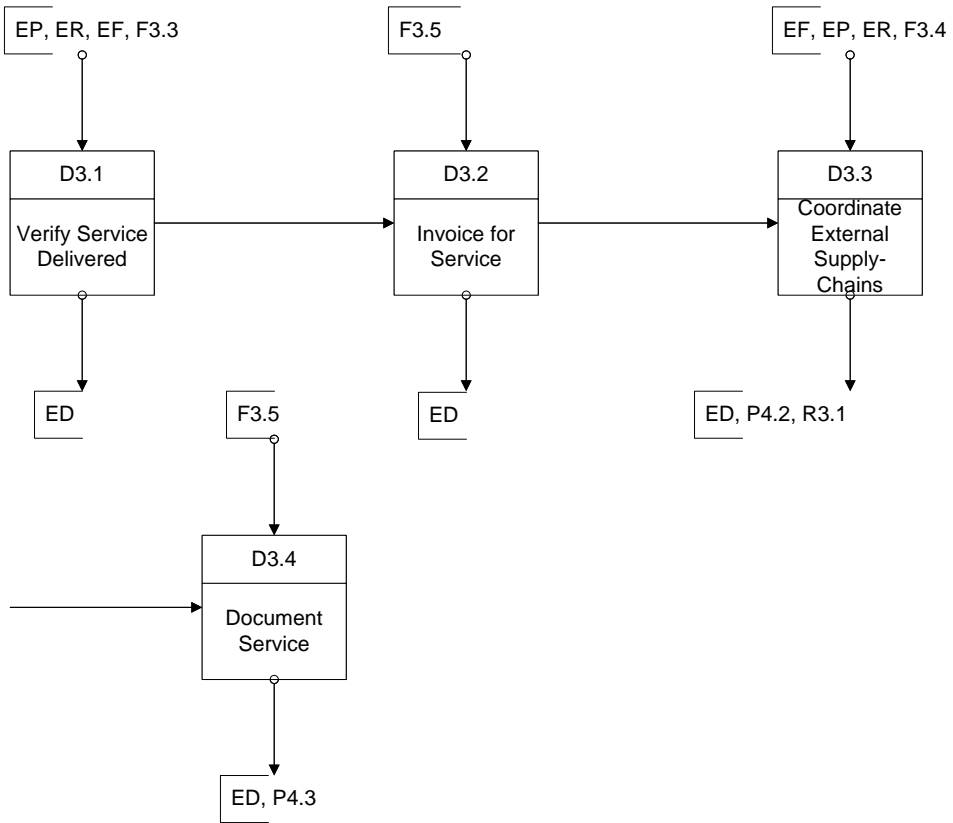 EP, ER, EF, F3.3
F3.5
EF, EP, ER, F3.4
D3.1
Verify Service
Delivered
D3.2
Invoice for
Service
D3.3
Coordinate
External
Supply-
Chains
ED
F3.5
ED
ED, P4.2, R3.1
D3.4
Document
Service
ED, P4.3